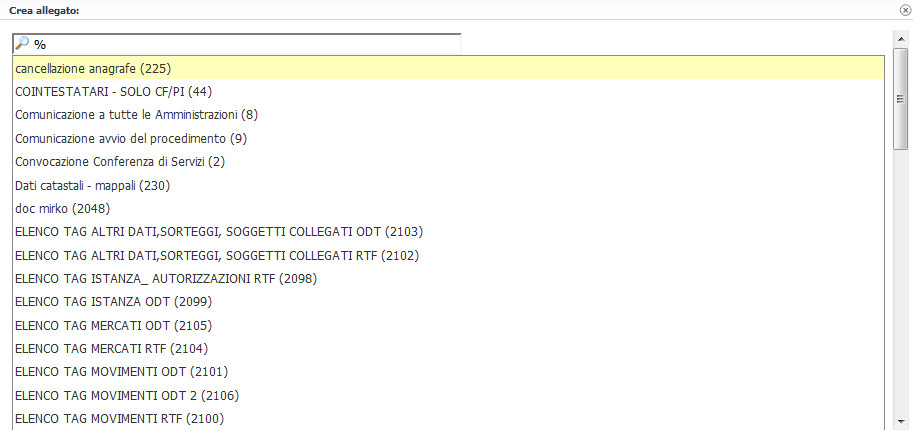 Crea allegato:
%
cancellazione anagrafe (225)
COINTESTATARI - SOLO CF/PI (44)
Comunicazione a tutte le Amministrazioni (8)
Comunicazione avvio del procedimento (9)
Convocazione Conferenza di Servizi (2)
Dati catastali - mappali (230)
doc mirko (2048)
ELENCO TAG ALTRI DATI,SORTEGGI, SOGGETTI COLLEGATI ODT (2103)
ELENCO TAG ALTRI DATI,SORTEGGI, SOGGETTI COLLEGATI RTF (2102)
ELENCO TAG ISTANZA_ AUTORIZZAZIONI RTF (2098)
ELENCO TAG ISTANZA ODT (2099)
ELENCO TAG MERCATI ODT (2105)
ELENCO TAG MERCATI RTF (2104)
ELENCO TAG MOVIMENTI ODT (2101)
ELENCO TAG MOVIMENTI ODT 2 (2106)
ELENCO TAG MOVIMENTI RTF (2100)